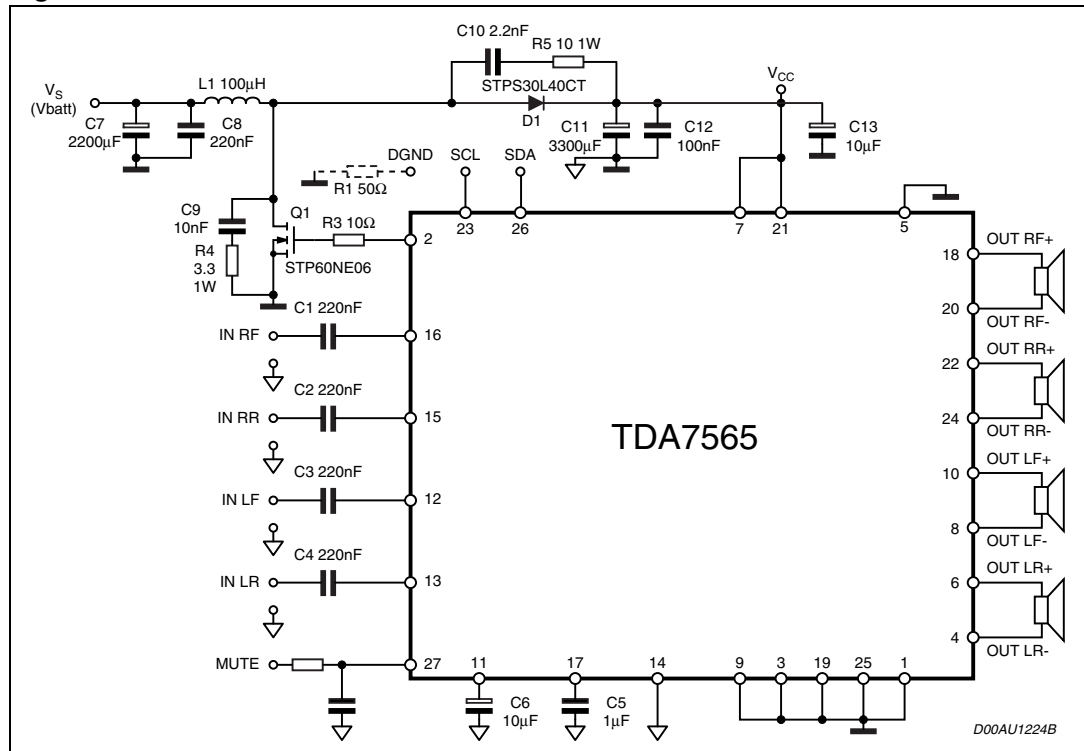 C10 2.2nF
R5 10 1W
STPS30L40CT
D1
L1 100μH
VS
(Vbatt)
C7
2200μF
C8
220nF
VCC
C11
3300μF
C12
100nF
C13
10μF
DGND
SCL
SDA
R1 50Ω
23
26
7
21
5
C9
10nF
R4
3.3
1W
Q1
R3 10Ω
STP60NE06
2
C1 220nF
IN RF
16
C2 220nF
IN RR
15
C3 220nF
IN LF
12
C4 220nF
IN LR
13
MUTE
27
TDA7565
OUT RF+
18
20
OUT RF-
OUT RR+
22
24
OUT RR-
OUT LF+
10
8
OUT LF-
OUT LR+
6
4
OUT LR-
11
17
14
9
3
19
25
1
C6
10μF
C5
1μF
D00AU1224B